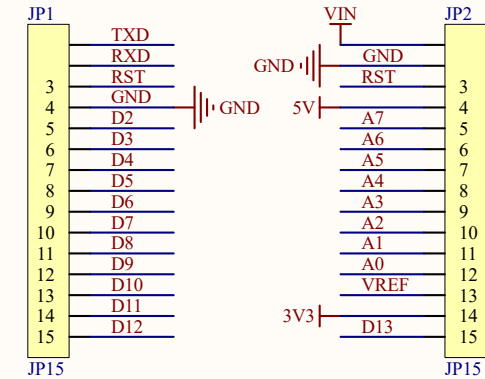 JP1
TXD
RXD
RST
3
GND
4
GND
D2
5
D3
6
D4
7
D5
8
D6
9
D7
10
D8
11
D9
12
D10
13
D11
14
D12
15
JP15
VIN
JP2
GND
GND
RST
3
5V
4
A7
5
A6
6
A5
7
A4
8
A3
9
A2
10
A1
11
A0
12
VREF
13
3V3
14
D13
15
JP15